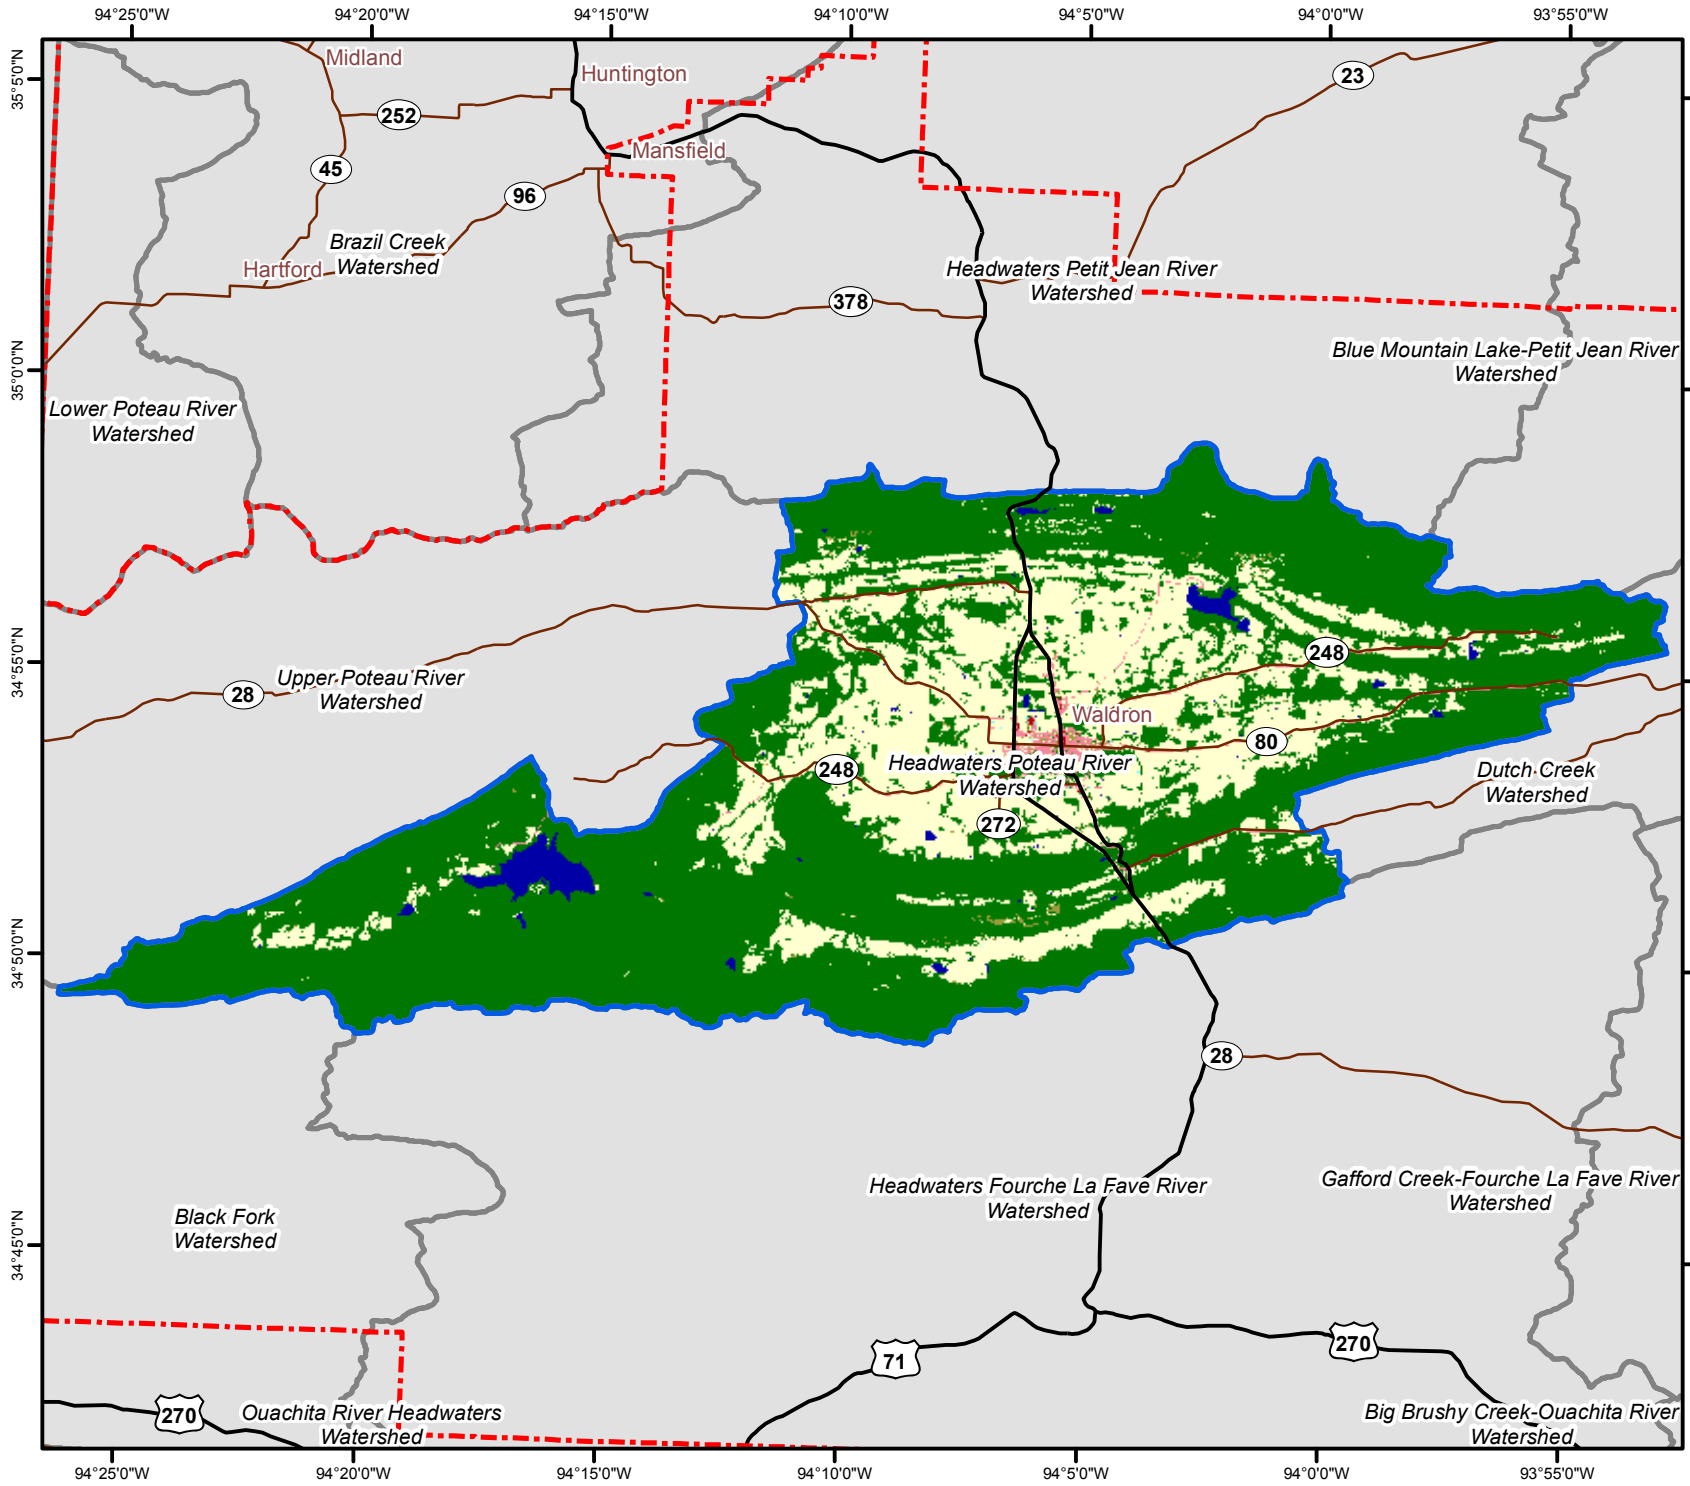 94°25'0"W 94°20'0"W 94°15'0"W 94°10'0"W 94°5'0"W 94°0'0"W 93°55'0"W
Midland
Huntington
23
35°5'0"N
252
Mansfield
45
96
Brazil Creek
Watershed
Hartford
Headwaters Petit Jean River
Watershed
378
Blue Mountain Lake-Petit Jean River
Watershed
35°0'0"N
Lower Poteau River
Watershed
248
34°55'0"N
Upper Poteau River
Watershed
28
Waldron
80
Headwaters Poteau River
Watershed
248
Dutch Creek
Watershed
272
34°50'0"N
28
Headwaters Fourche La Fave River
Watershed
Gafford Creek-Fourche La Fave River
Watershed
Black Fork
Watershed
34°45'0"N
71
270
270
Ouachita River Headwaters
Watershed
Big Brushy Creek-Ouachita River
Watershed
94°25'0"W 94°20'0"W 94°15'0"W 94°10'0"W 94°5'0"W 94°0'0"W 93°55'0"W